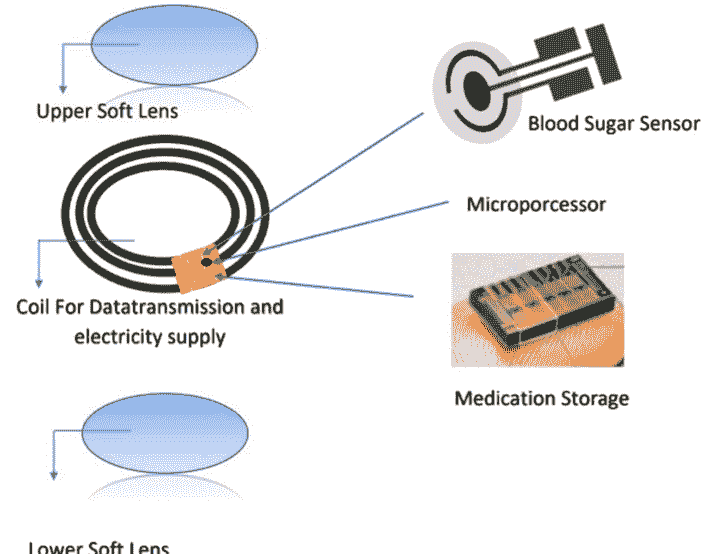 Upper Soft Lens
Blood Sugar Sensor
Microporcessor
Coil For Datatransmission and
electricity supply
Medication Storage
Lower Soft Lens